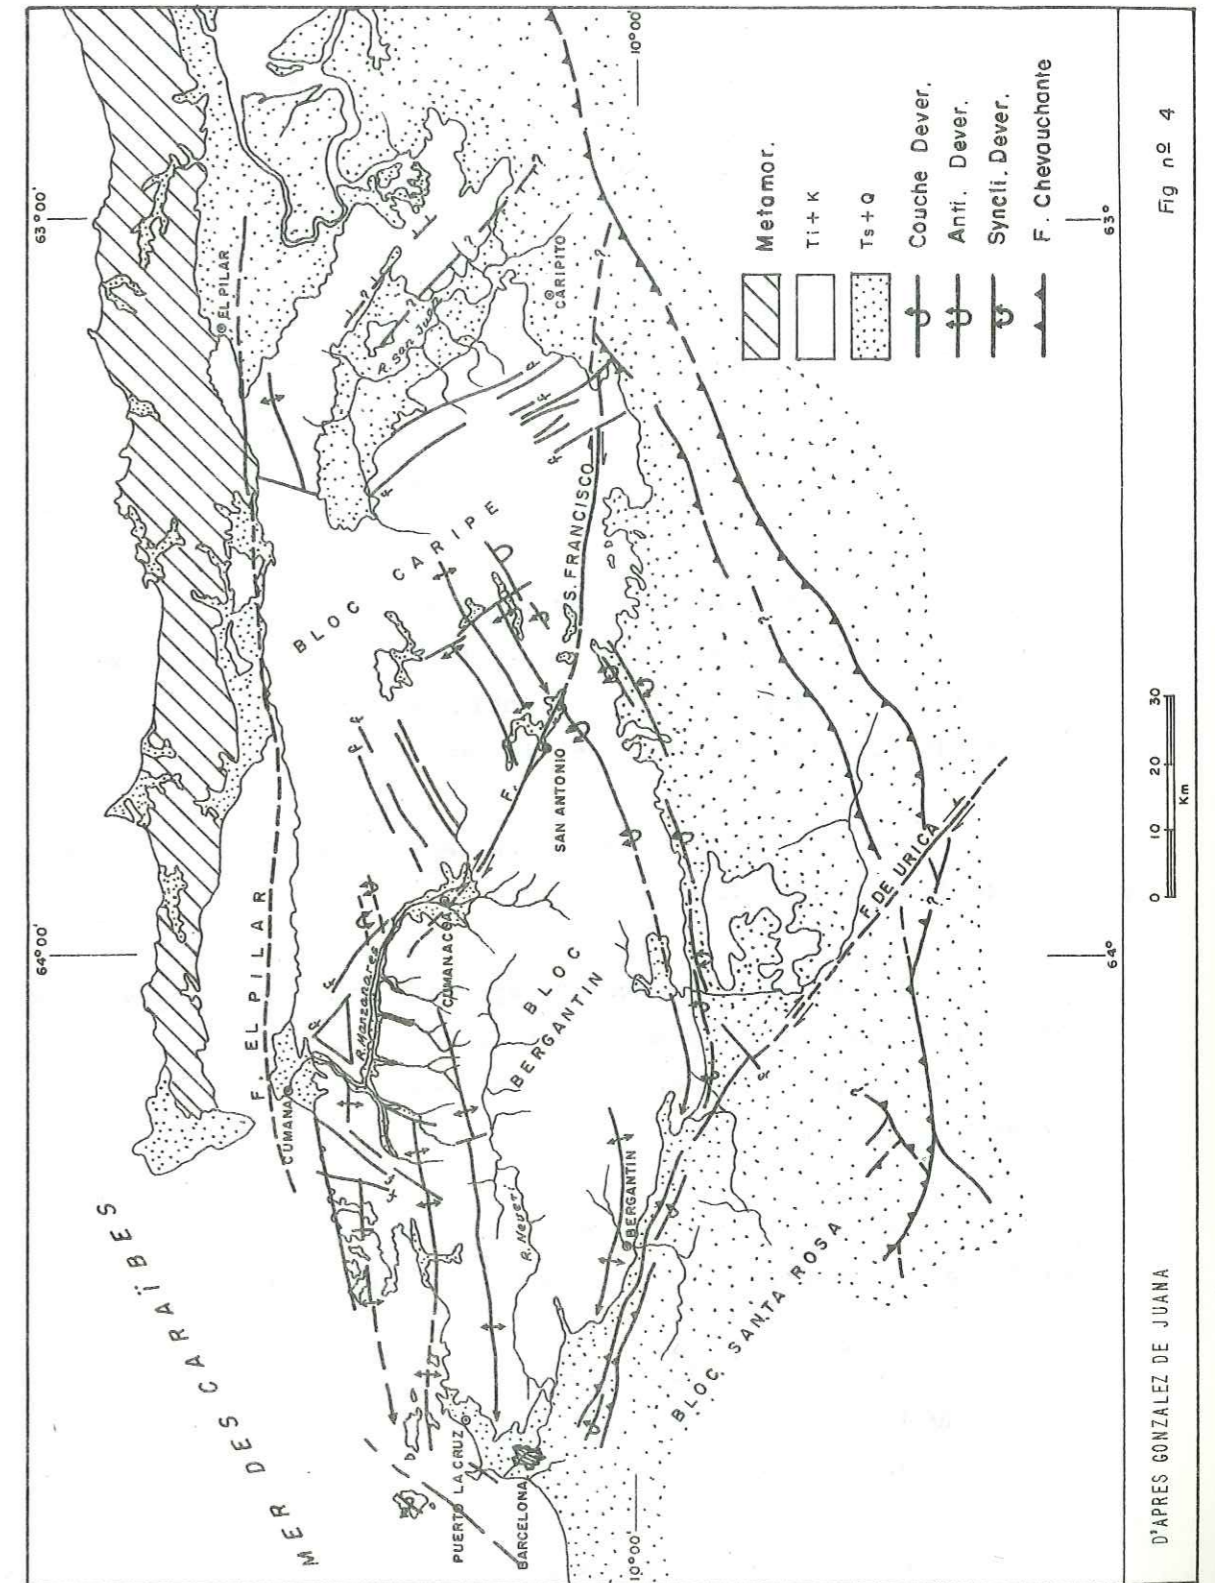 63°00'
64°00'
MER DES CARAÏBES
F. EL PILAR
EL PILAR
CUMANA
R. Manzanares
CUMANACOA
BLOC CARIPE
R. San Juan
CARIPITO
F. S. FRANCISCO
SAN ANTONIO
BLOC
BERGANTIN
R. Neveri
BERGANTIN
PUERTO LA CRUZ
BARCELONA
BLOC SANTA ROSA
F DE URICA
10°00'
10°00'
64°
63°
Metamor.
Ti+K
Ts+Q
Couche Dever.
Anti. Dever.
Syncli. Dever.
F. Chevauchante
0 10 20 30
Km
D'APRES GONZALEZ DE JUANA
Fig nº 4